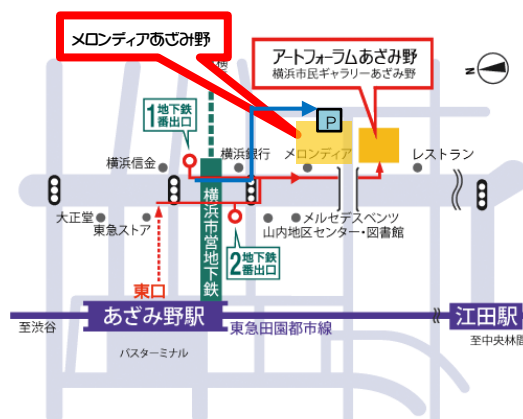 メロンディアあざみ野
アートフォーラムあざみ野
横浜市民ギャラリーあざみ野
N
横
P
1地下鉄
番出口
横浜信金
横浜銀行
メロンディア
レストラン
大正堂
東急ストア
横浜市営地下鉄
メルセデスベンツ
山内地区センター・図書館
2地下鉄
番出口
東口
あざみ野駅
江田駅
至渋谷
東急田園都市線
至中央林間
バスターミナル